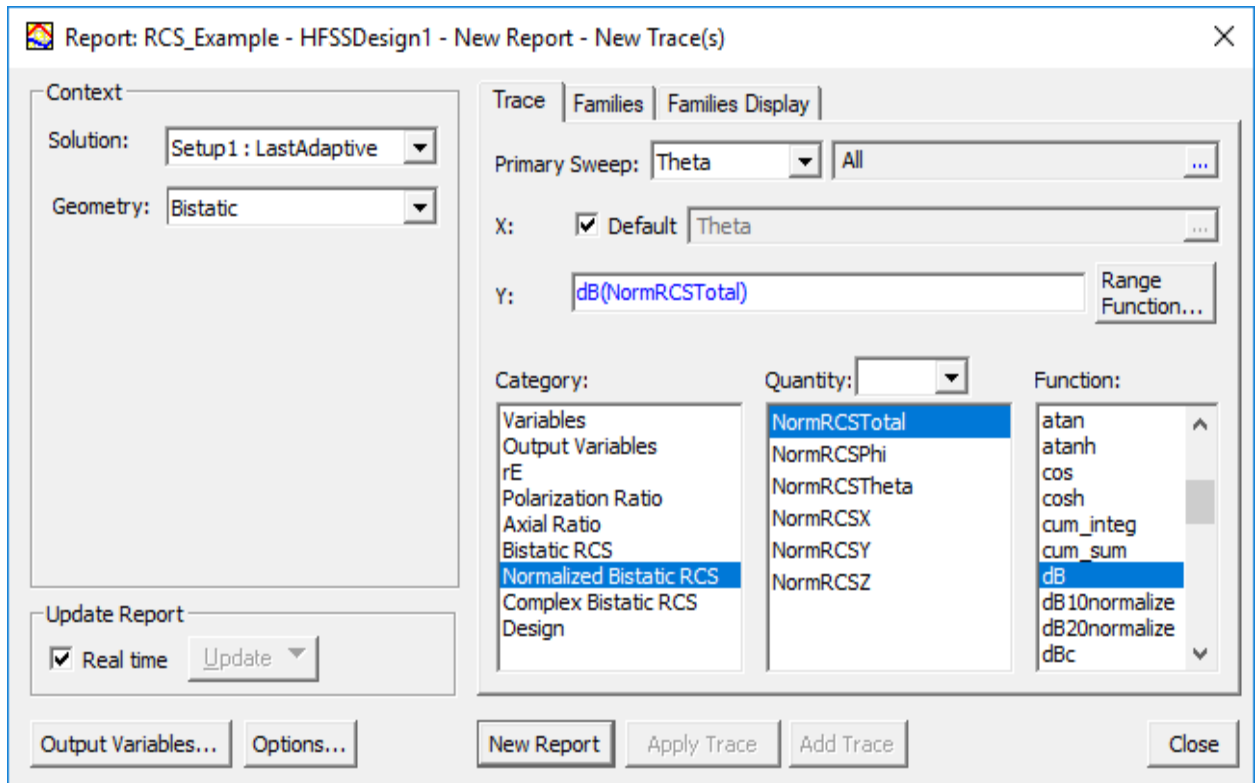 Report: RCS_Example - HFSSDesign1 - New Report - New Trace(s)
Context
Solution: Setup1 : LastAdaptive
Geometry: Bistatic
Update Report
Real time Update
Output Variables... Options...
Trace Families Families Display
Primary Sweep: Theta All ...
X: Default Theta ...
Y: dB(NormRCSTotal) Range
Function...
Category:
Variables
Output Variables
rE
Polarization Ratio
Axial Ratio
Bistatic RCS
Normalized Bistatic RCS
Complex Bistatic RCS
Design
Quantity:
NormRCSTotal
NormRCSPhi
NormRCSTheta
NormRCSX
NormRCSY
NormRCSZ
Function:
atan
atanh
cos
cosh
cum_integ
cum_sum
dB
dB10normalize
dB20normalize
dBc
New Report Apply Trace Add Trace Close